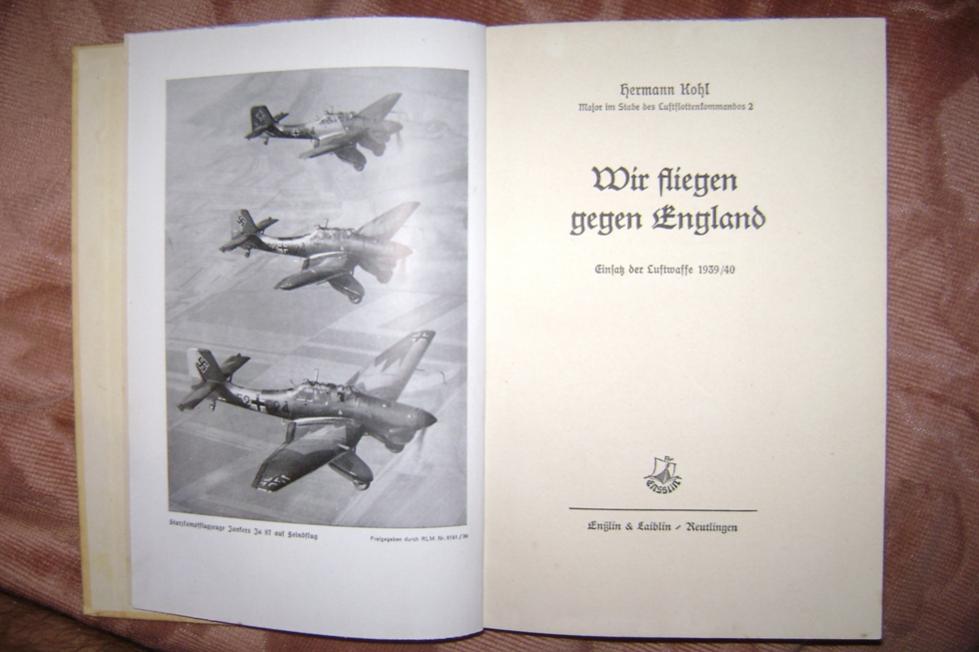 Sturzkampfflugzeuge Junkers Ju 87 auf Feindflug
Freigegeben durch RLM. Nr.
Hermann Kohl
Major im Stabe des Luftflottenkommandos 2
Wir fliegen
gegen England
Einsatz der Luftwaffe 1939/40
ENSSLIN
Enßlin & Laiblin / Reutlingen